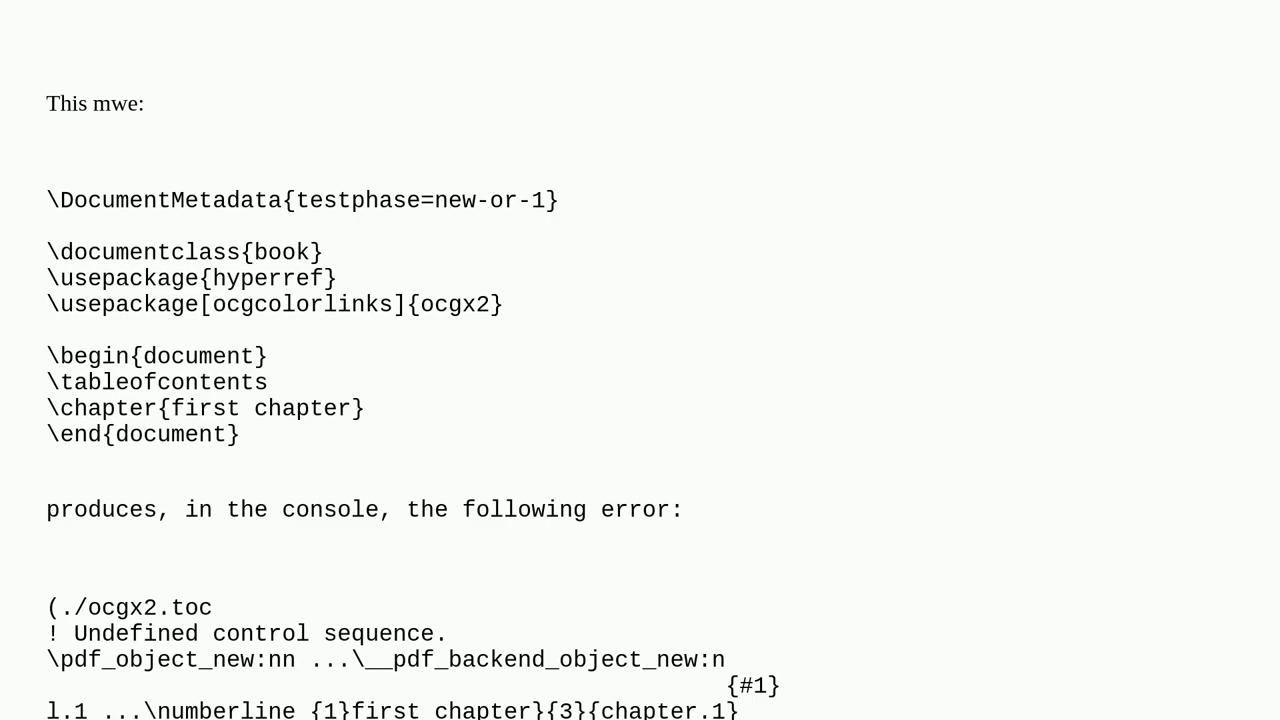 This mwe:
\DocumentMetadata{testphase=new-or-1}
\documentclass{book}
\usepackage{hyperref}
\usepackage[ocgcolorlinks]{ocgx2}
\begin{document}
\tableofcontents
\chapter{first chapter}
\end{document}
produces, in the console, the following error:
(./ocgx2.toc
! Undefined control sequence.
\pdf_object_new:nn ...\__pdf_backend_object_new:n
{#1}
l.1 ...\numberline {1}first chapter}{3}{chapter.1}